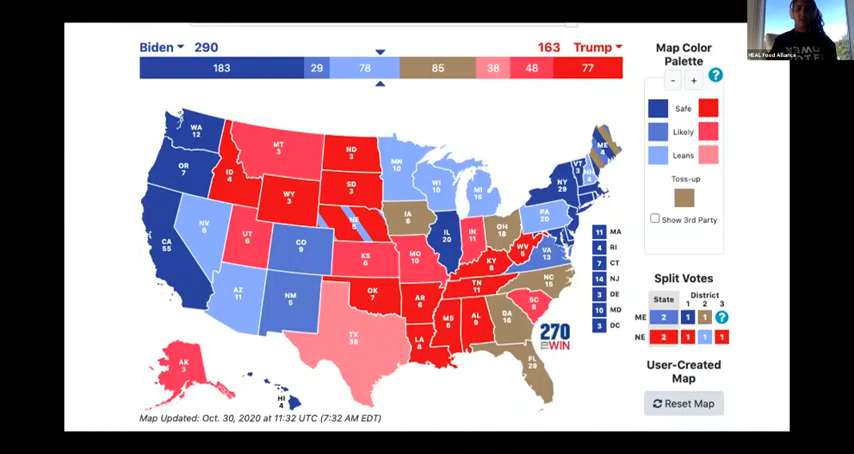 Biden 290
163 Trump
183 29 78 85 38 48 77
Map Color
Palette
- + ?
Safe
Likely
Leans
Toss-up
Show 3rd Party
HEAL Food Alliance
WA
12
OR
7
CA
55
NV
6
ID
4
MT
3
WY
3
UT
6
CO
9
AZ
11
NM
5
ND
3
SD
3
NE
5
KS
6
OK
7
TX
38
MN
10
IA
6
MO
10
AR
6
LA
8
WI
10
IL
20
MI
16
IN
11
OH
18
KY
8
TN
11
MS
6
AL
9
GA
16
FL
29
SC
9
NC
15
VA
13
WV
5
PA
20
NY
29
VT
3
NH
4
ME
4
AK
3
HI
4
11 MA
4 RI
7 CT
14 NJ
3 DE
10 MD
3 DC
270
TO WIN
Split Votes
State District
1 2 3
ME 2 1 1 ?
NE 2 1 1 1
User-Created
Map
Reset Map
Map Updated: Oct. 30, 2020 at 11:32 UTC (7:32 AM EDT)